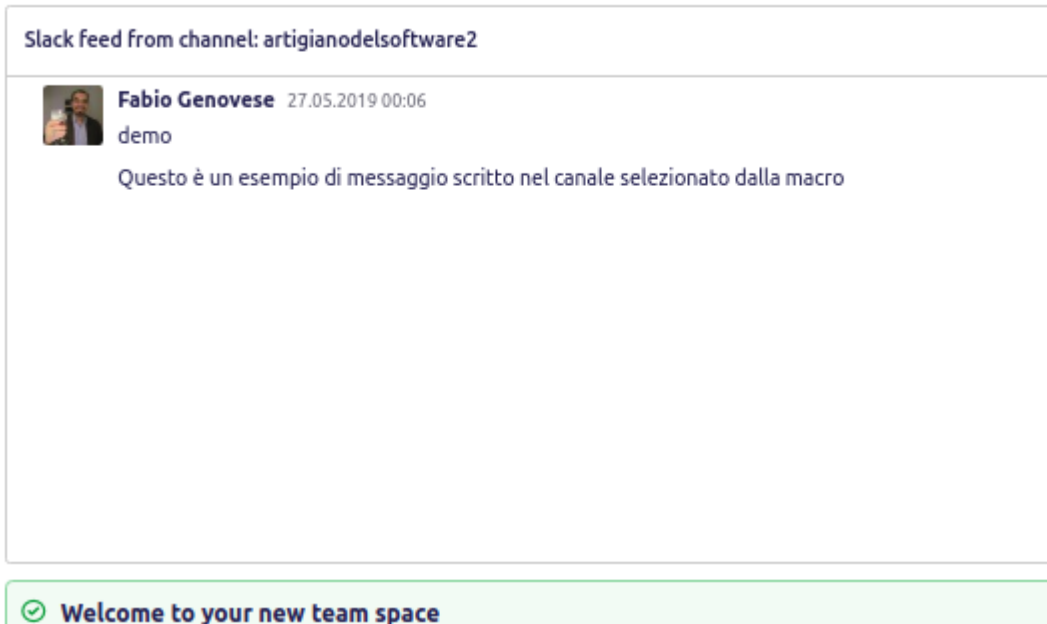 Slack feed from channel: artigianodelsoftware2
Fabio Genovese 27.05.2019 00:06
demo
Questo è un esempio di messaggio scritto nel canale selezionato dalla macro
Welcome to your new team space